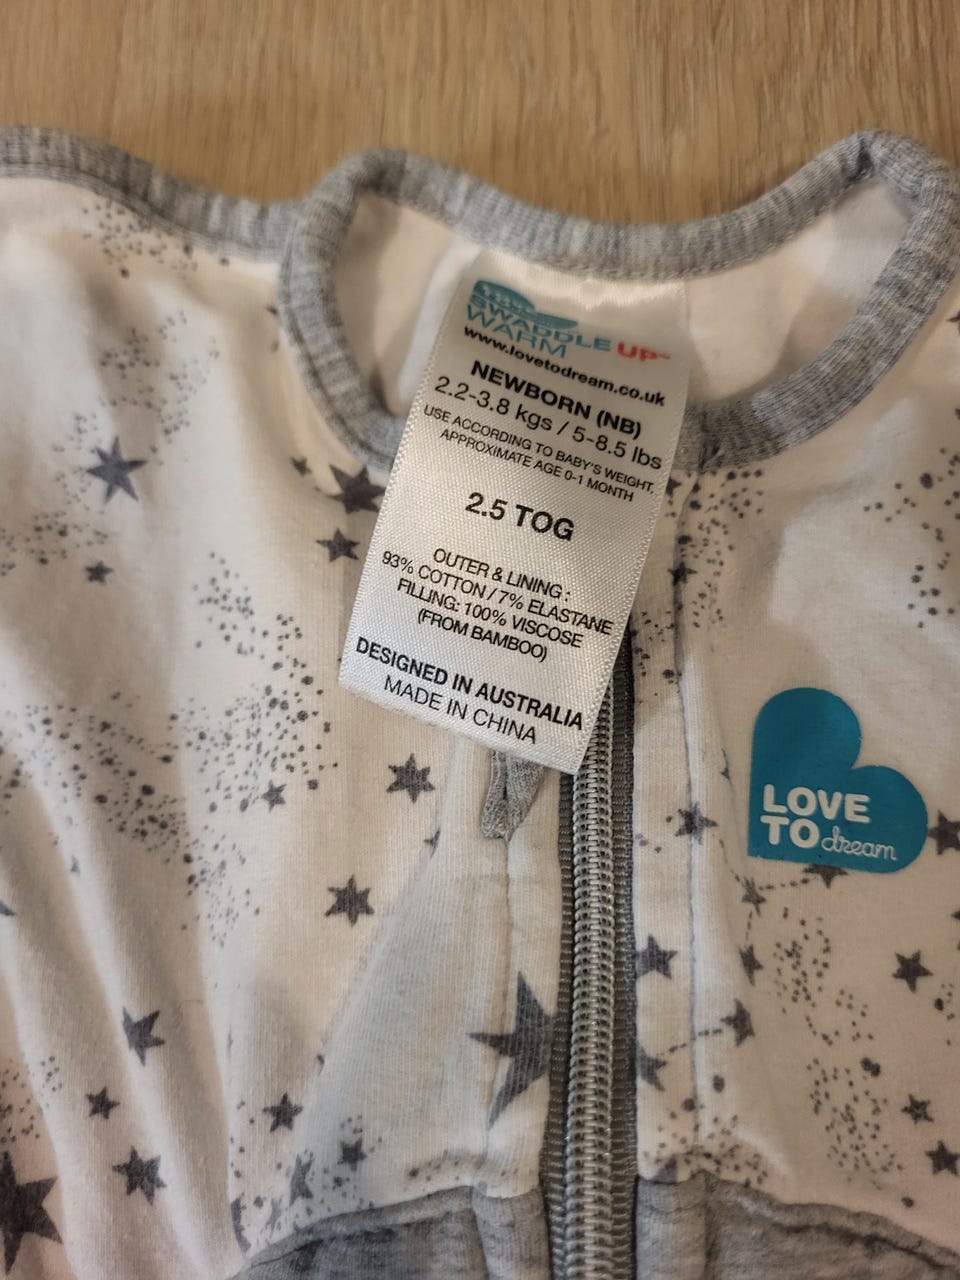 SWADDLE UP™
WARM
www.lovetodream.co.uk
NEWBORN (NB)
2.2-3.8 kgs / 5-8.5 lbs
USE ACCORDING TO BABY'S WEIGHT,
APPROXIMATE AGE 0-1 MONTH
2.5 TOG
OUTER & LINING :
93% COTTON / 7% ELASTANE
FILLING: 100% VISCOSE
(FROM BAMBOO)
DESIGNED IN AUSTRALIA
MADE IN CHINA
LOVE
TO dream